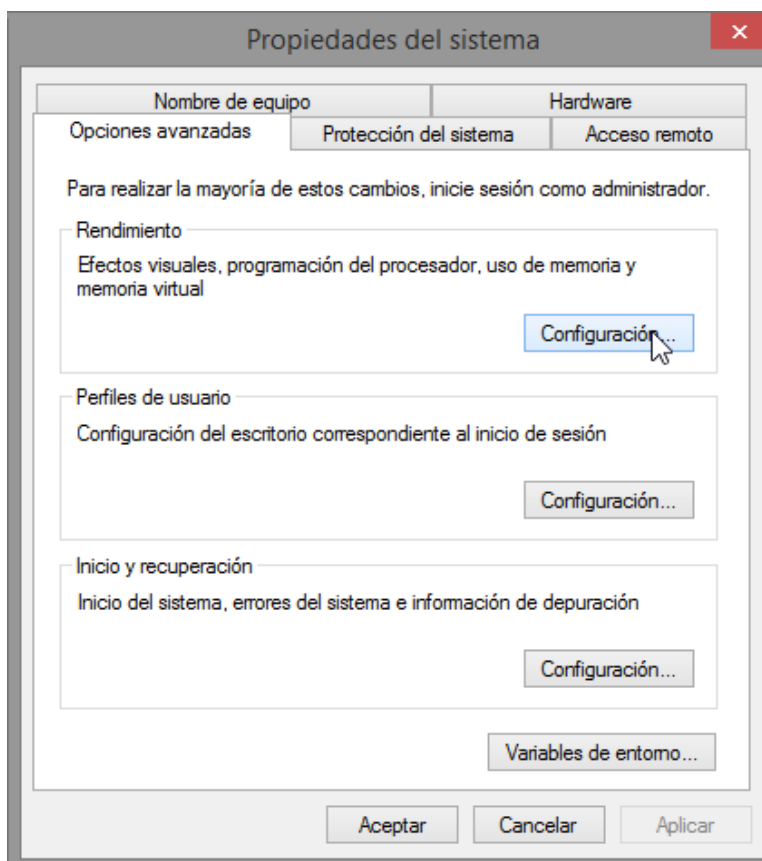 Propiedades del sistema
Nombre de equipo
Hardware
Opciones avanzadas
Protección del sistema
Acceso remoto
Para realizar la mayoría de estos cambios, inicie sesión como administrador.
Rendimiento
Efectos visuales, programación del procesador, uso de memoria y
memoria virtual
Configuración...
Perfiles de usuario
Configuración del escritorio correspondiente al inicio de sesión
Configuración...
Inicio y recuperación
Inicio del sistema, errores del sistema e información de depuración
Configuración...
Variables de entorno...
Aceptar
Cancelar
Aplicar